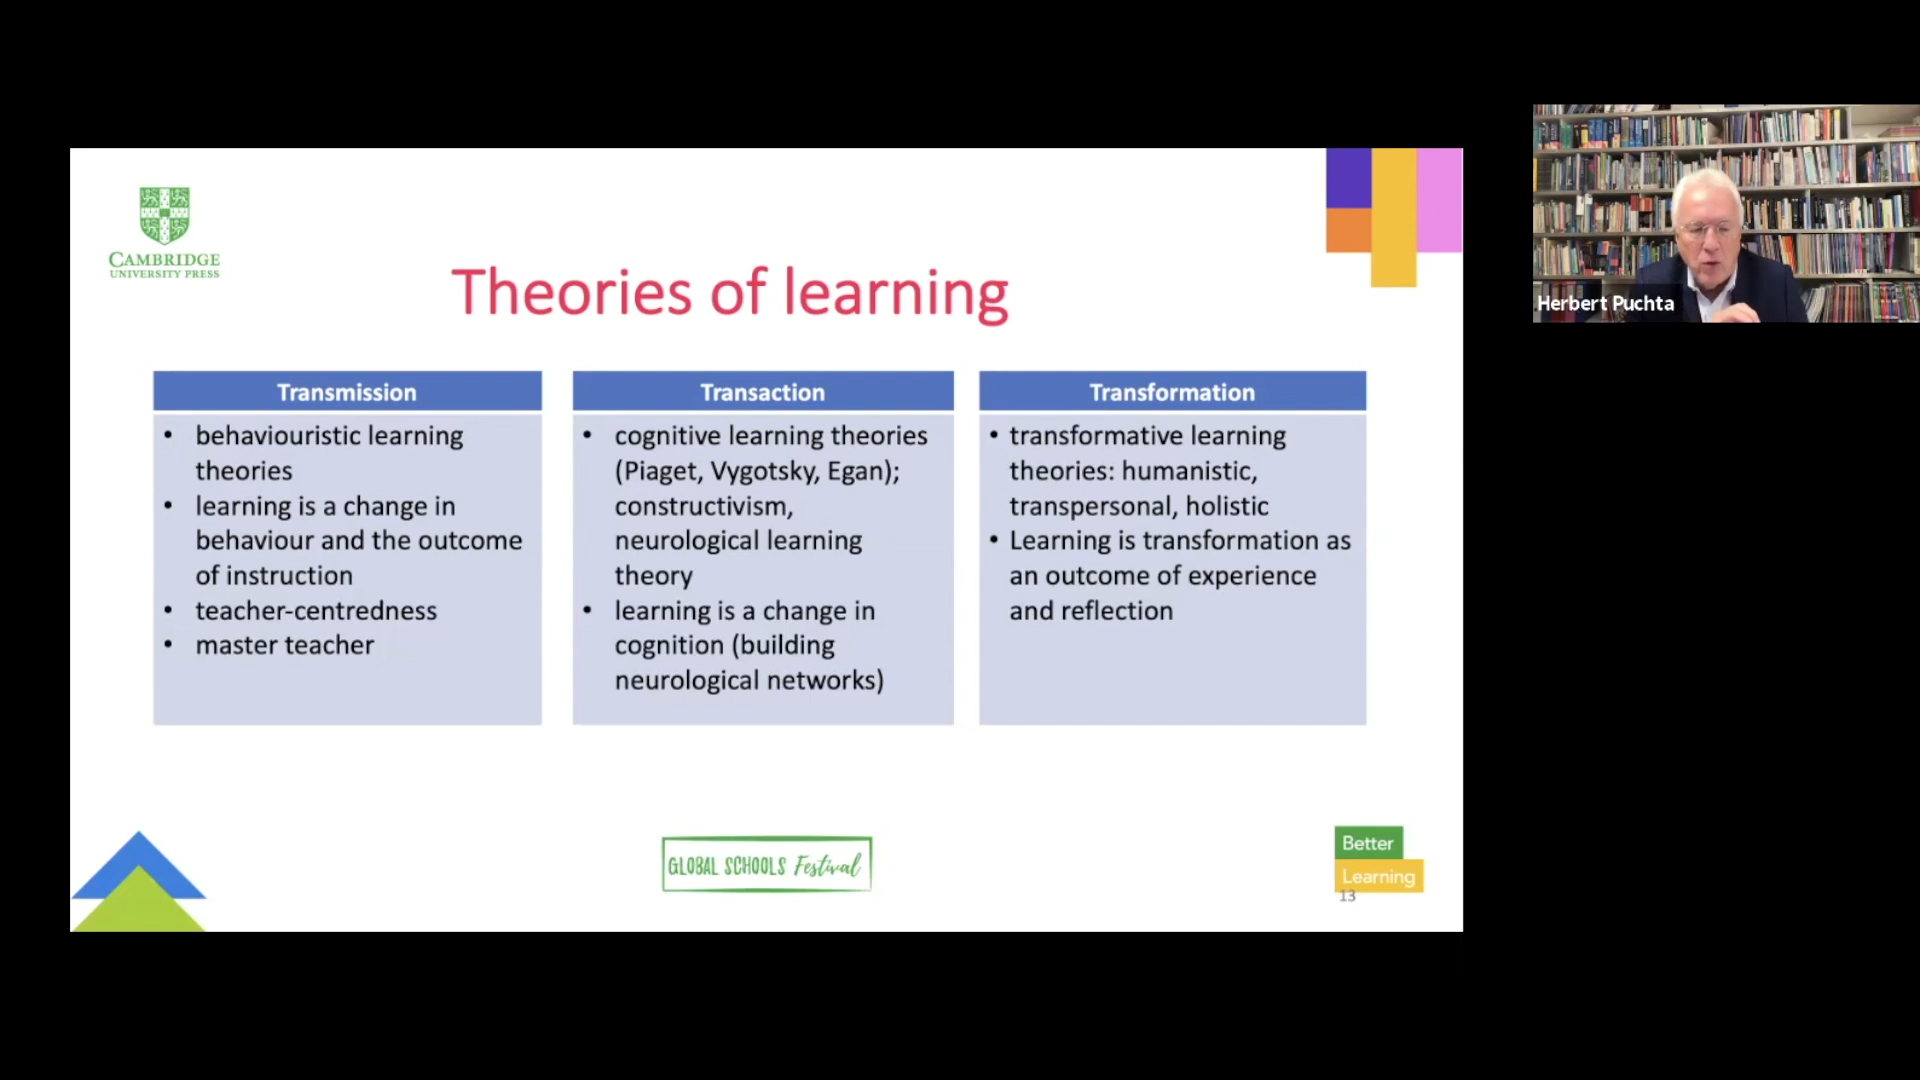 CAMBRIDGE
UNIVERSITY PRESS
Theories of learning
Transmission
• behaviouristic learning
theories
• learning is a change in
behaviour and the outcome
of instruction
• teacher-centredness
• master teacher
Transaction
• cognitive learning theories
(Piaget, Vygotsky, Egan);
constructivism,
neurological learning
theory
• learning is a change in
cognition (building
neurological networks)
Transformation
• transformative learning
theories: humanistic,
transpersonal, holistic
• Learning is transformation as
an outcome of experience
and reflection
GLOBAL SCHOOLS Festival
Better
Learning
13
Herbert Puchta